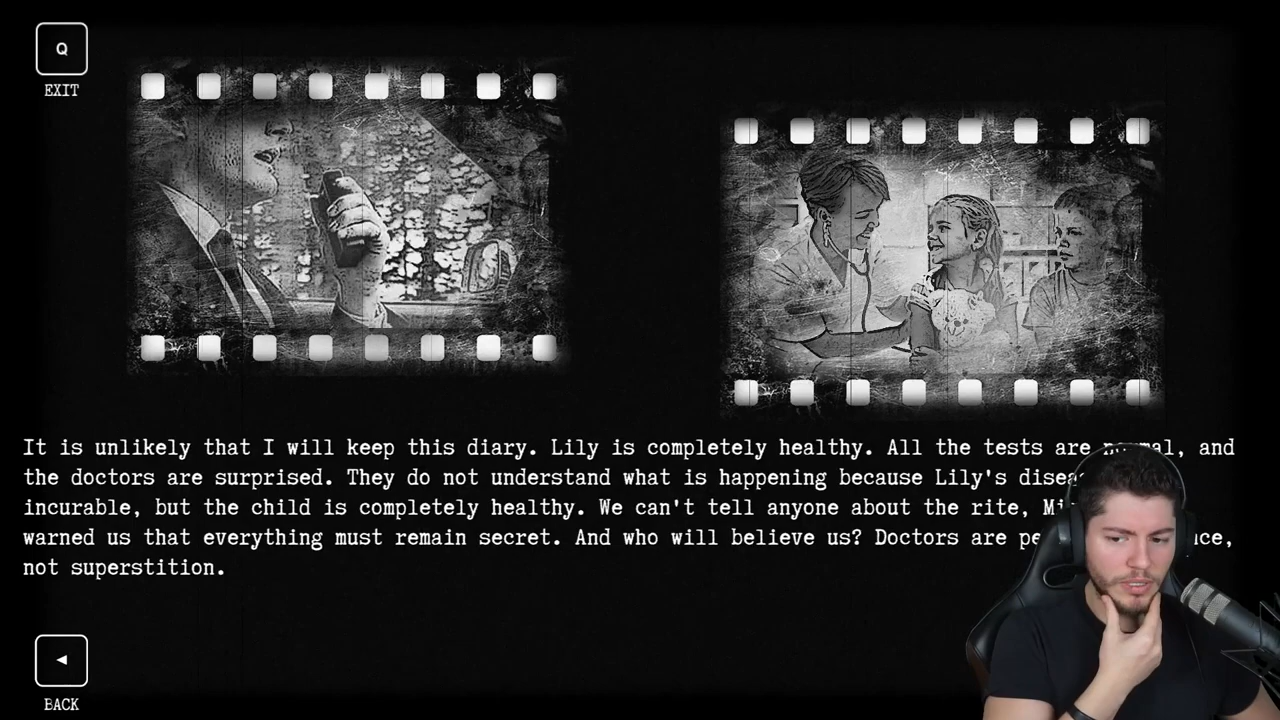 Q
EXIT
It is unlikely that I will keep this diary. Lily is completely healthy. All the tests are normal, and
the doctors are surprised. They do not understand what is happening because Lily's
incurable, but the child is completely healthy. We can't tell anyone about the rite,
warned us that everything must remain secret. And who will believe us? Doctors are
not superstition.
BACK